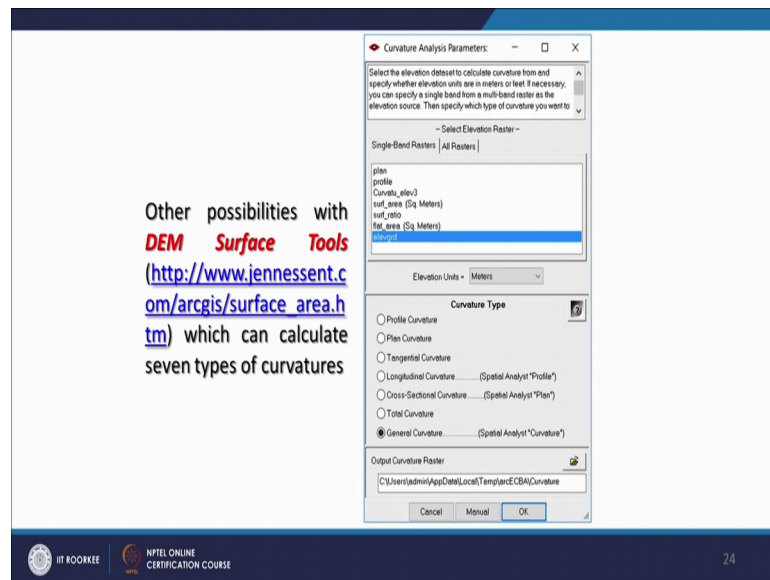 Other possibilities with
DEM Surface Tools
(http://www.jennessent.c
om/arcgis/surface_area.h
tm) which can calculate
seven types of curvatures
Curvature Analysis Parameters:
Select the elevation dataset to calculate curvature from and
specify whether elevation units are in meters or feet. If necessary,
you can specify a single band from a multi-band raster as the
elevation source. Then specify which type of curvature you want to
- Select Elevation Raster -
Single-Band Rasters All Rasters
plan
profile
Curvatu_elev3
surf_area (Sq. Meters)
surf_ratio
flat_area (Sq. Meters)
elevgrd
Elevation Units = Meters
Curvature Type
?
Profile Curvature
Plan Curvature
Tangential Curvature
Longitudinal Curvature............(Spatial Analyst "Profile")
Cross-Sectional Curvature.........(Spatial Analyst "Plan")
Total Curvature
General Curvature..................(Spatial Analyst "Curvature")
Output Curvature Raster
C:\Users\admin\AppData\Local\Temp\arcECBA\Curvature
Cancel Manual OK
IIT ROORKEE
NPTEL ONLINE
CERTIFICATION COURSE
NPTEL
24